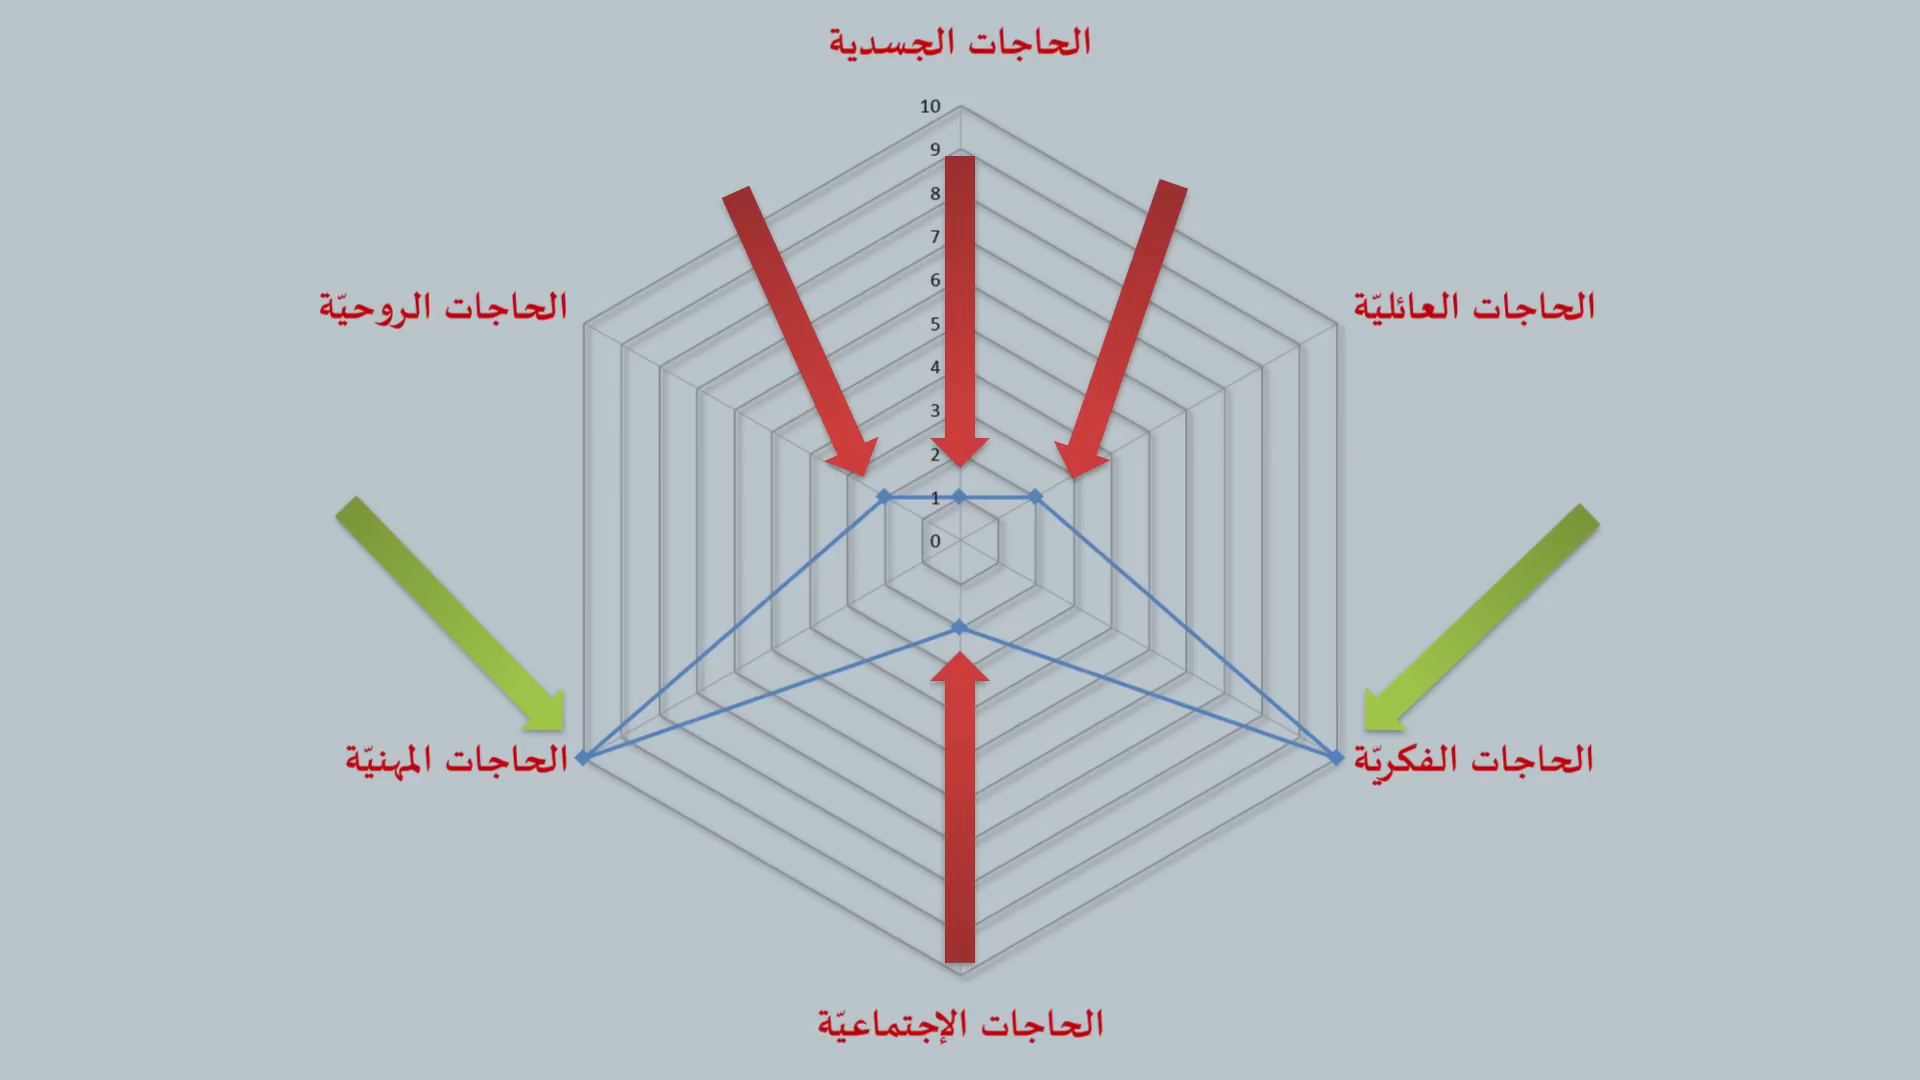 الحاجات الجسدية
10
9
8
7
6
5
4
3
2
1
0
الحاجات العائليّة
الحاجات الروحيّة
الحاجات الفكريّة
الحاجات المهنيّة
الحاجات الإجتماعيّة